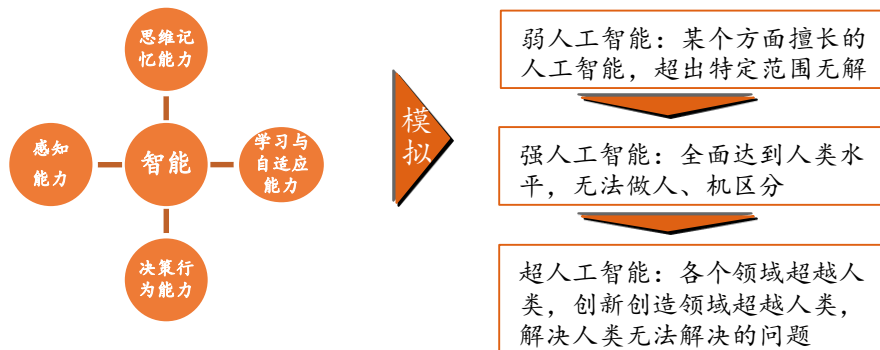 思维记
忆能力
感知
能力
智能
学习与
自适应
能力
决策行
为能力
模
拟
弱人工智能：某个方面擅长的
人工智能，超出特定范围无解
强人工智能：全面达到人类水
平，无法做人、机区分
超人工智能：各个领域超越人
类，创新创造领域超越人类，
解决人类无法解决的问题